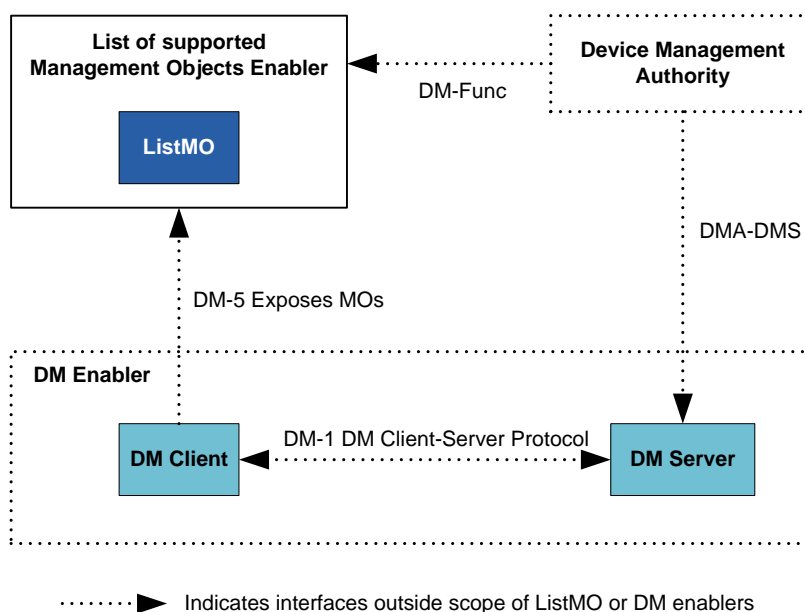 List of supported
Management Objects Enabler
ListMO
Device Management
Authority
DM-Func
DMA-DMS
DM-5 Exposes MOs
DM Enabler
DM Client
DM-1 DM Client-Server Protocol
DM Server
Indicates interfaces outside scope of ListMO or DM enablers